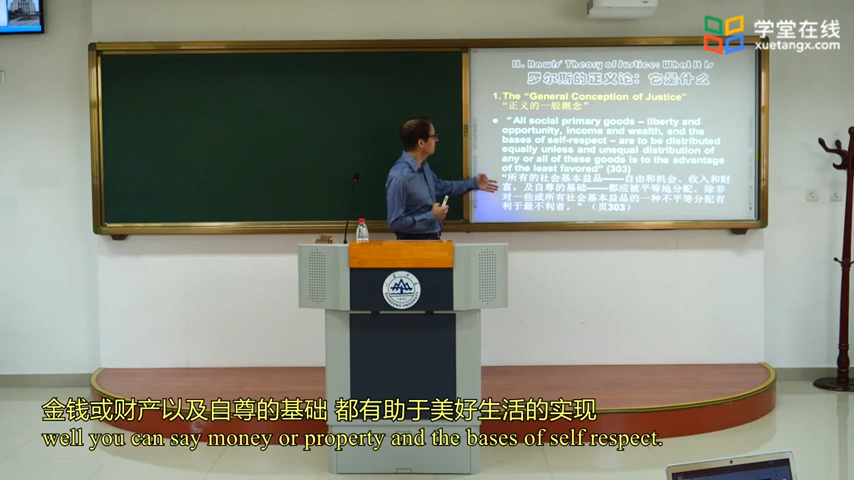 学堂在线
xuetangx.com
II. Rawls' Theory of Justice: What It Is
罗尔斯的正义论：它是什么
1. The “General Conception of Justice”
“正义的一般概念”
● “All social primary goods – liberty and
opportunity, income and wealth, and the
bases of self-respect – are to be distributed
equally unless and unequal distribution of
any or all of these goods is to the advantage
of the least favored” (303)
“所有的社会基本益品——自由和机会、收入和财
富，及自尊的基础——都应被平等地分配，除非
对一些或所有社会基本益品的一种不平等分配有
利于最不利者。”（页303）
金钱或财产以及自尊的基础 都有助于美好生活的实现
well you can say money or property and the bases of self respect.